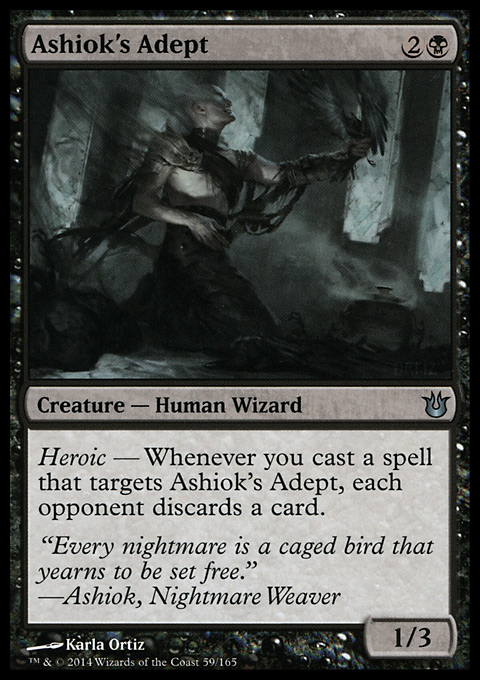 Ashiok's Adept 2
Creature — Human Wizard
Heroic — Whenever you cast a spell
that targets Ashiok's Adept, each
opponent discards a card.
“Every nightmare is a caged bird that
yearns to be set free.”
—Ashiok, Nightmare Weaver
Karla Ortiz
1/3
™ & © 2014 Wizards of the Coast 59/165